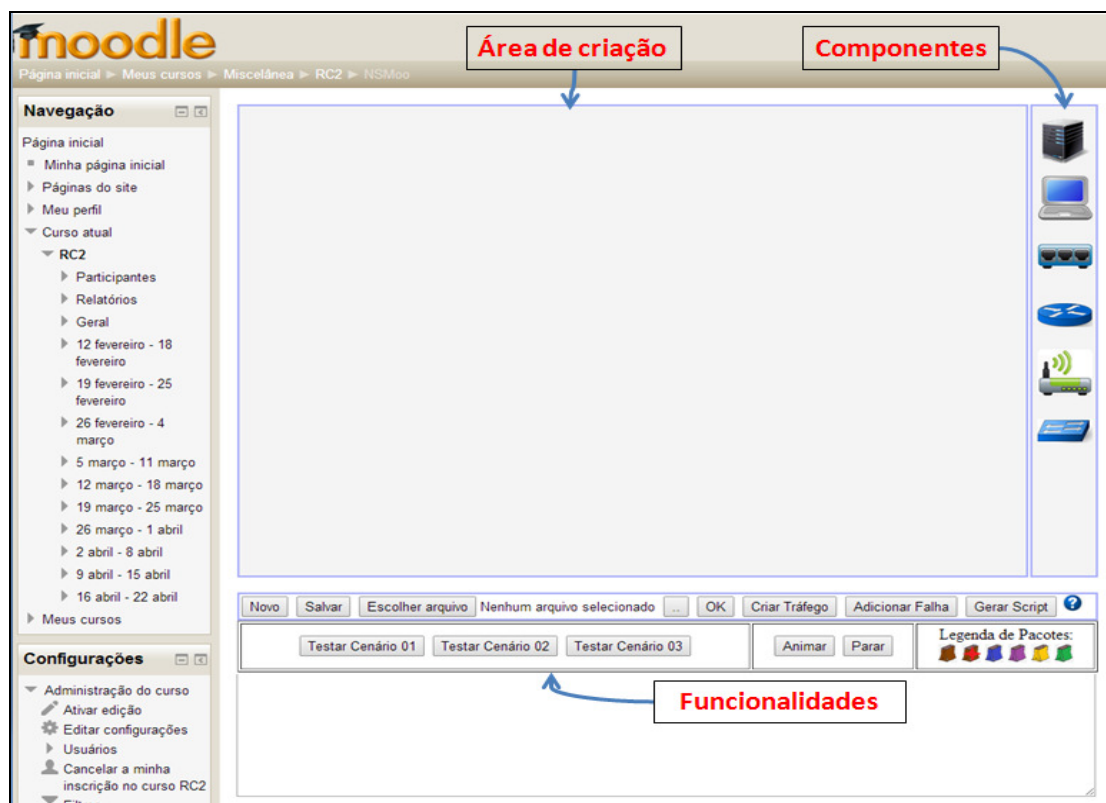 moodle
Área de criação
Componentes
Página inicial ► Meus cursos ► Miscelânea ► RC2 ► NSMoo
Navegação
Página inicial
Minha página inicial
Páginas do site
Meu perfil
Curso atual
RC2
Participantes
Relatórios
Geral
12 fevereiro - 18
fevereiro
19 fevereiro - 25
fevereiro
26 fevereiro - 4
março
5 março - 11 março
12 março - 18 março
19 março - 25 março
26 março - 1 abril
2 abril - 8 abril
9 abril - 15 abril
16 abril - 22 abril
Meus cursos
Configurações
Administração do curso
Ativar edição
Editar configurações
Usuários
Cancelar a minha
inscrição no curso RC2
Novo Salvar Escolher arquivo Nenhum arquivo selecionado .. OK Criar Tráfego Adicionar Falha Gerar Script ?
Testar Cenário 01 Testar Cenário 02 Testar Cenário 03 Animar Parar Legenda de Pacotes:
Funcionalidades